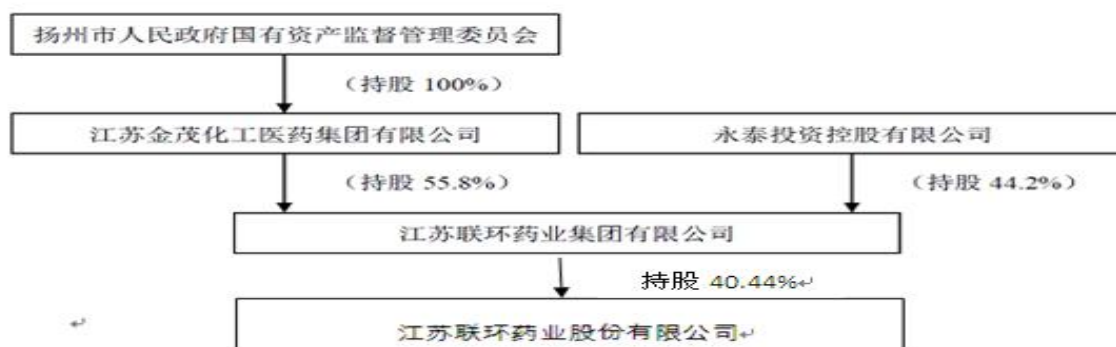 扬州市人民政府国有资产监督管理委员会
（持股 100%）
江苏金茂化工医药集团有限公司
永泰投资控股有限公司
（持股 55.8%）
（持股 44.2%）
江苏联环药业集团有限公司
持股 40.44%
江苏联环药业股份有限公司